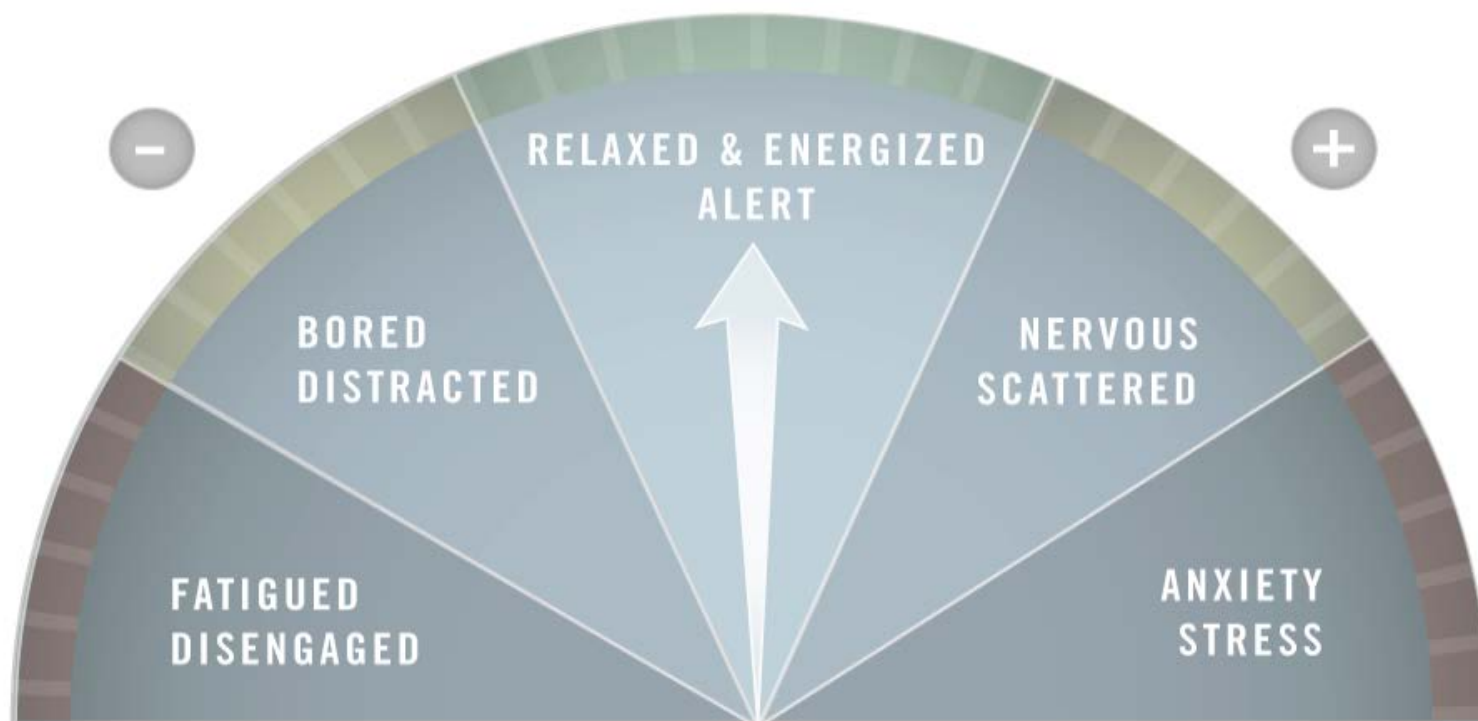 −
+
RELAXED & ENERGIZED
ALERT
BORED
DISTRACTED
NERVOUS
SCATTERED
FATIGUED
DISENGAGED
ANXIETY
STRESS